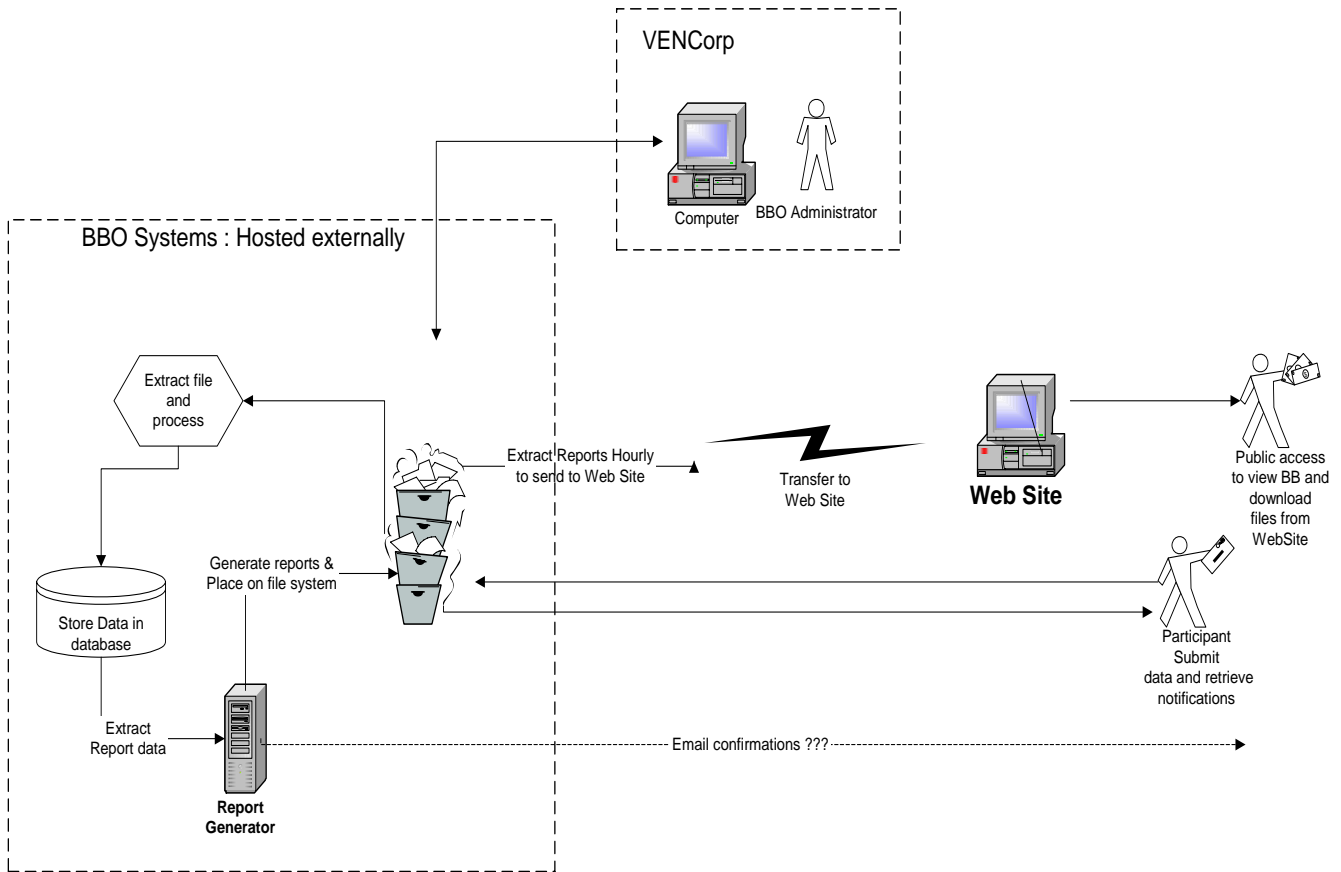 VENCorp
Computer
BBO Administrator
BBO Systems : Hosted externally
Extract file
and
process
Extract Reports Hourly
to send to Web Site
Transfer to
Web Site
Web Site
Public access
to view BB and
download
files from
WebSite
Generate reports &
Place on file system
Store Data in
database
Participant
Submit
data and retrieve
notifications
Extract
Report data
Email confirmations ???
Report
Generator